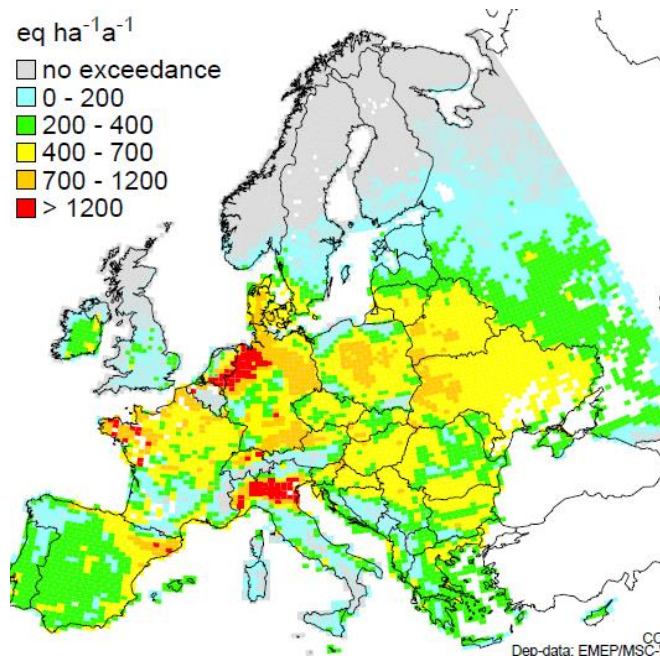 eq ha⁻¹a⁻¹
no exceedance
0 - 200
200 - 400
400 - 700
700 - 1200
> 1200
CC
Dep-data: EMEP/MSC-